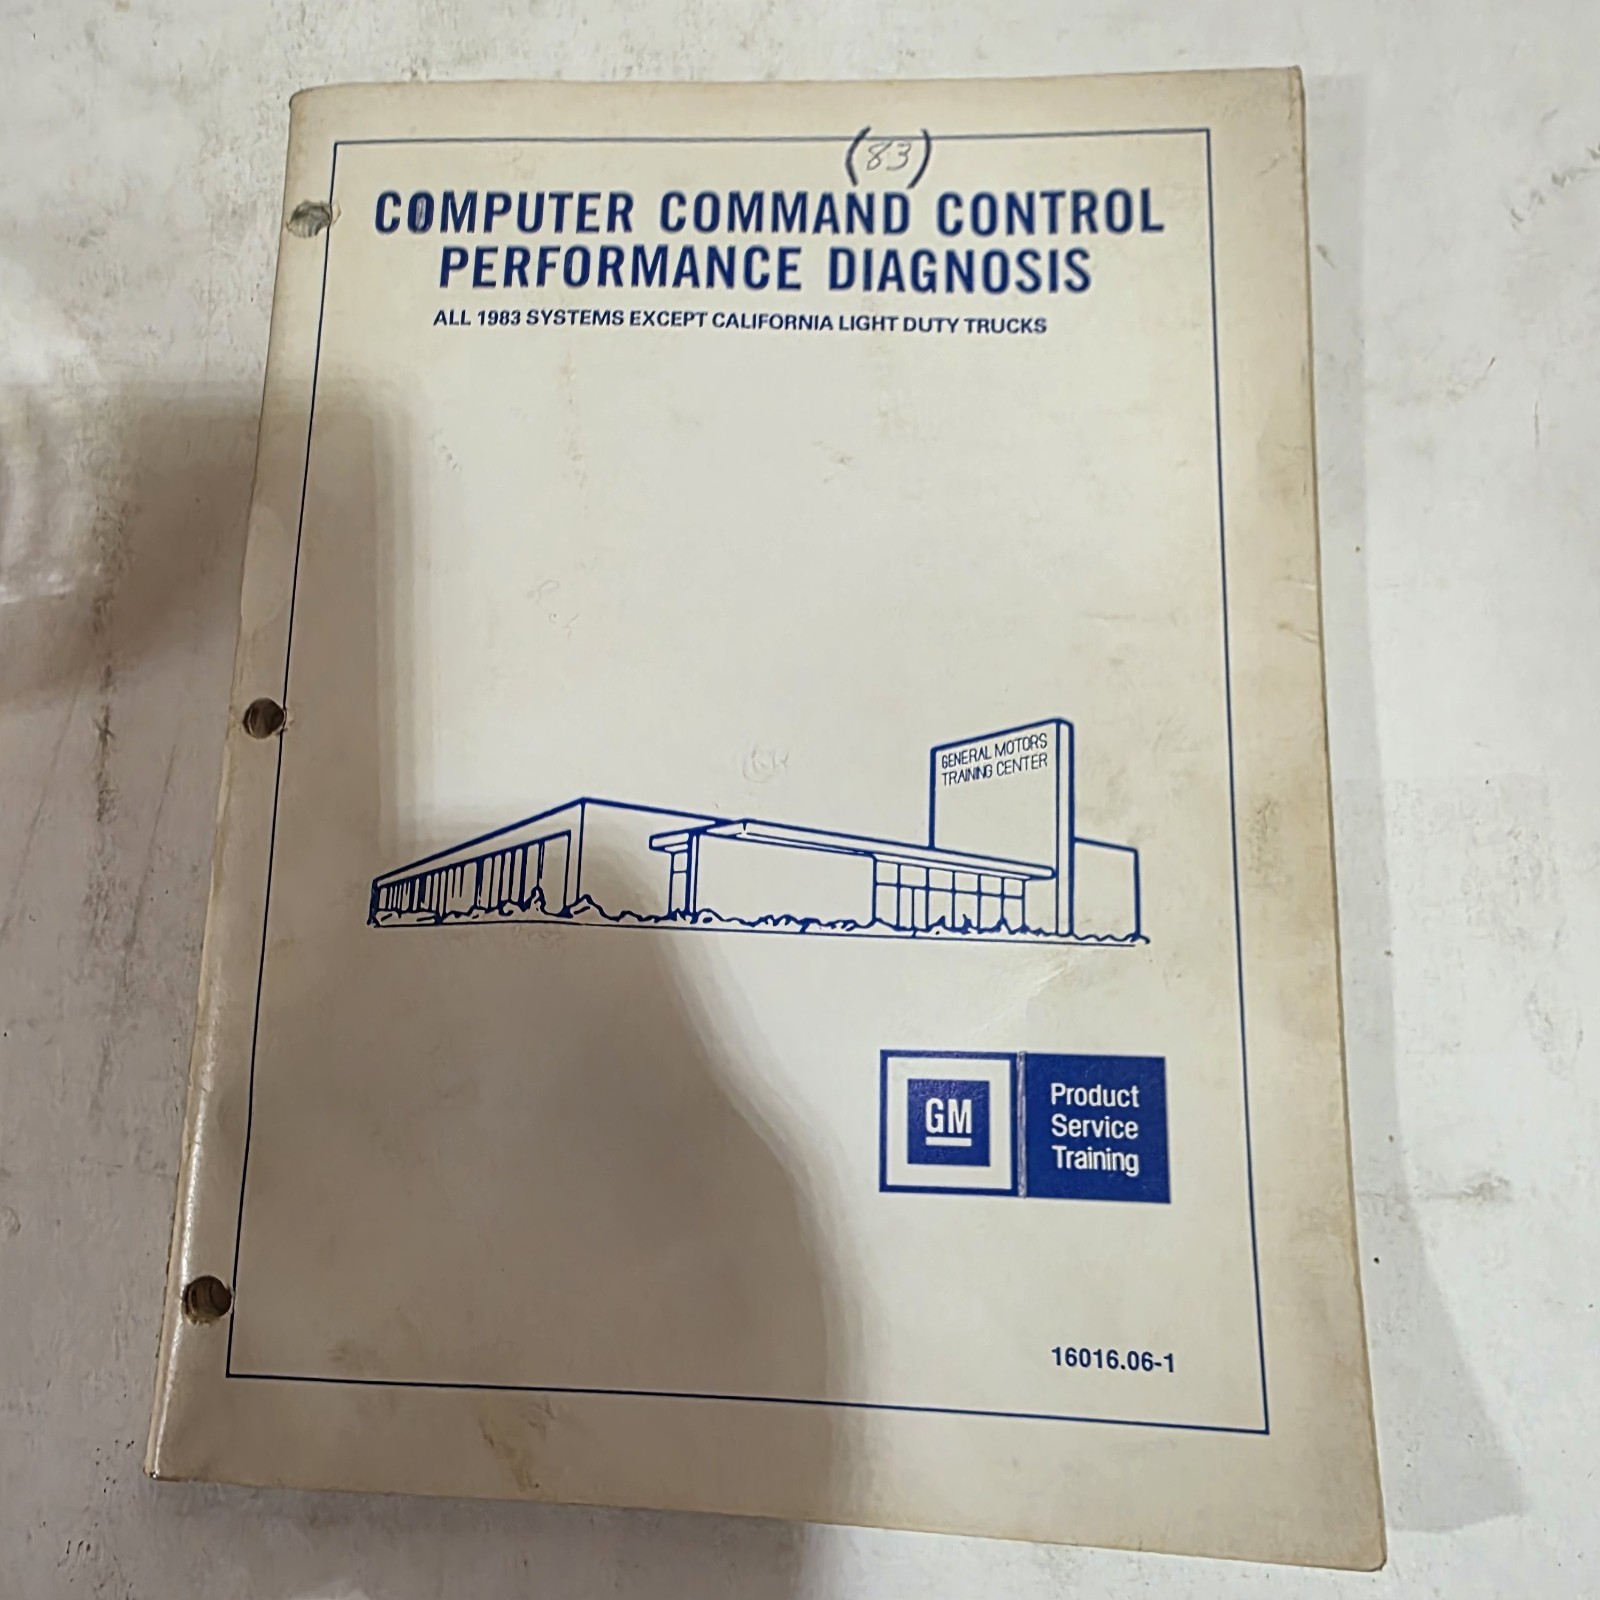 (83)
COMPUTER COMMAND CONTROL
PERFORMANCE DIAGNOSIS
ALL 1983 SYSTEMS EXCEPT CALIFORNIA LIGHT DUTY TRUCKS
GENERAL MOTORS
TRAINING CENTER
GM
Product
Service
Training
16016.06-1